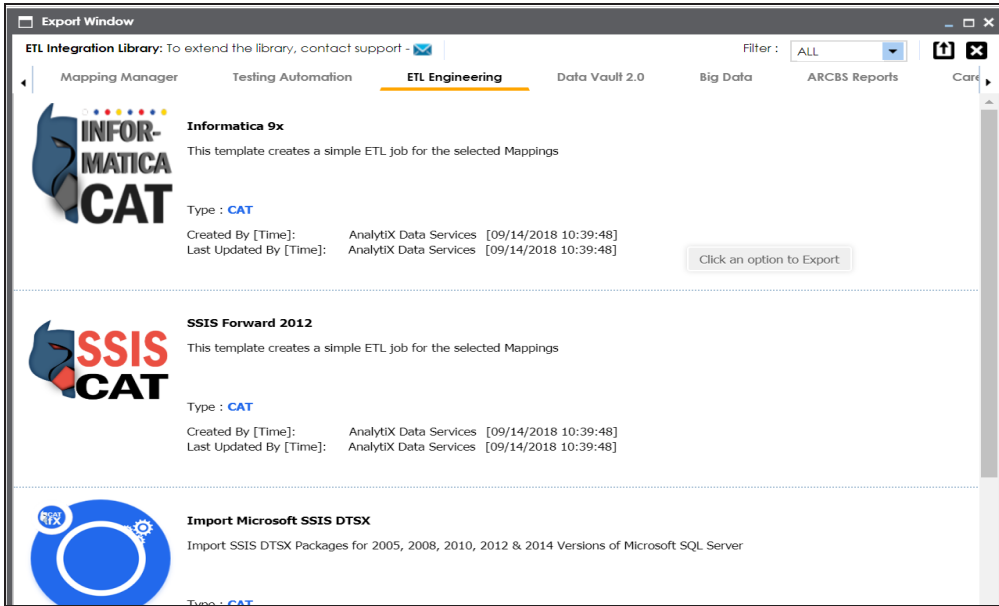 Export Window
ETL Integration Library: To extend the library, contact support -
Filter :
ALL
Mapping Manager
Testing Automation
ETL Engineering
Data Vault 2.0
Big Data
ARCBS Reports
Care
INFOR-
MATICA
CAT
Informatica 9x
This template creates a simple ETL job for the selected Mappings
Type : CAT
Created By [Time]: AnalytiX Data Services [09/14/2018 10:39:48]
Last Updated By [Time]: AnalytiX Data Services [09/14/2018 10:39:48]
Click an option to Export
SSIS
CAT
SSIS Forward 2012
This template creates a simple ETL job for the selected Mappings
Type : CAT
Created By [Time]: AnalytiX Data Services [09/14/2018 10:39:48]
Last Updated By [Time]: AnalytiX Data Services [09/14/2018 10:39:48]
CAT
Import Microsoft SSIS DTSX
Import SSIS DTSX Packages for 2005, 2008, 2010, 2012 & 2014 Versions of Microsoft SQL Server
Type : CAT